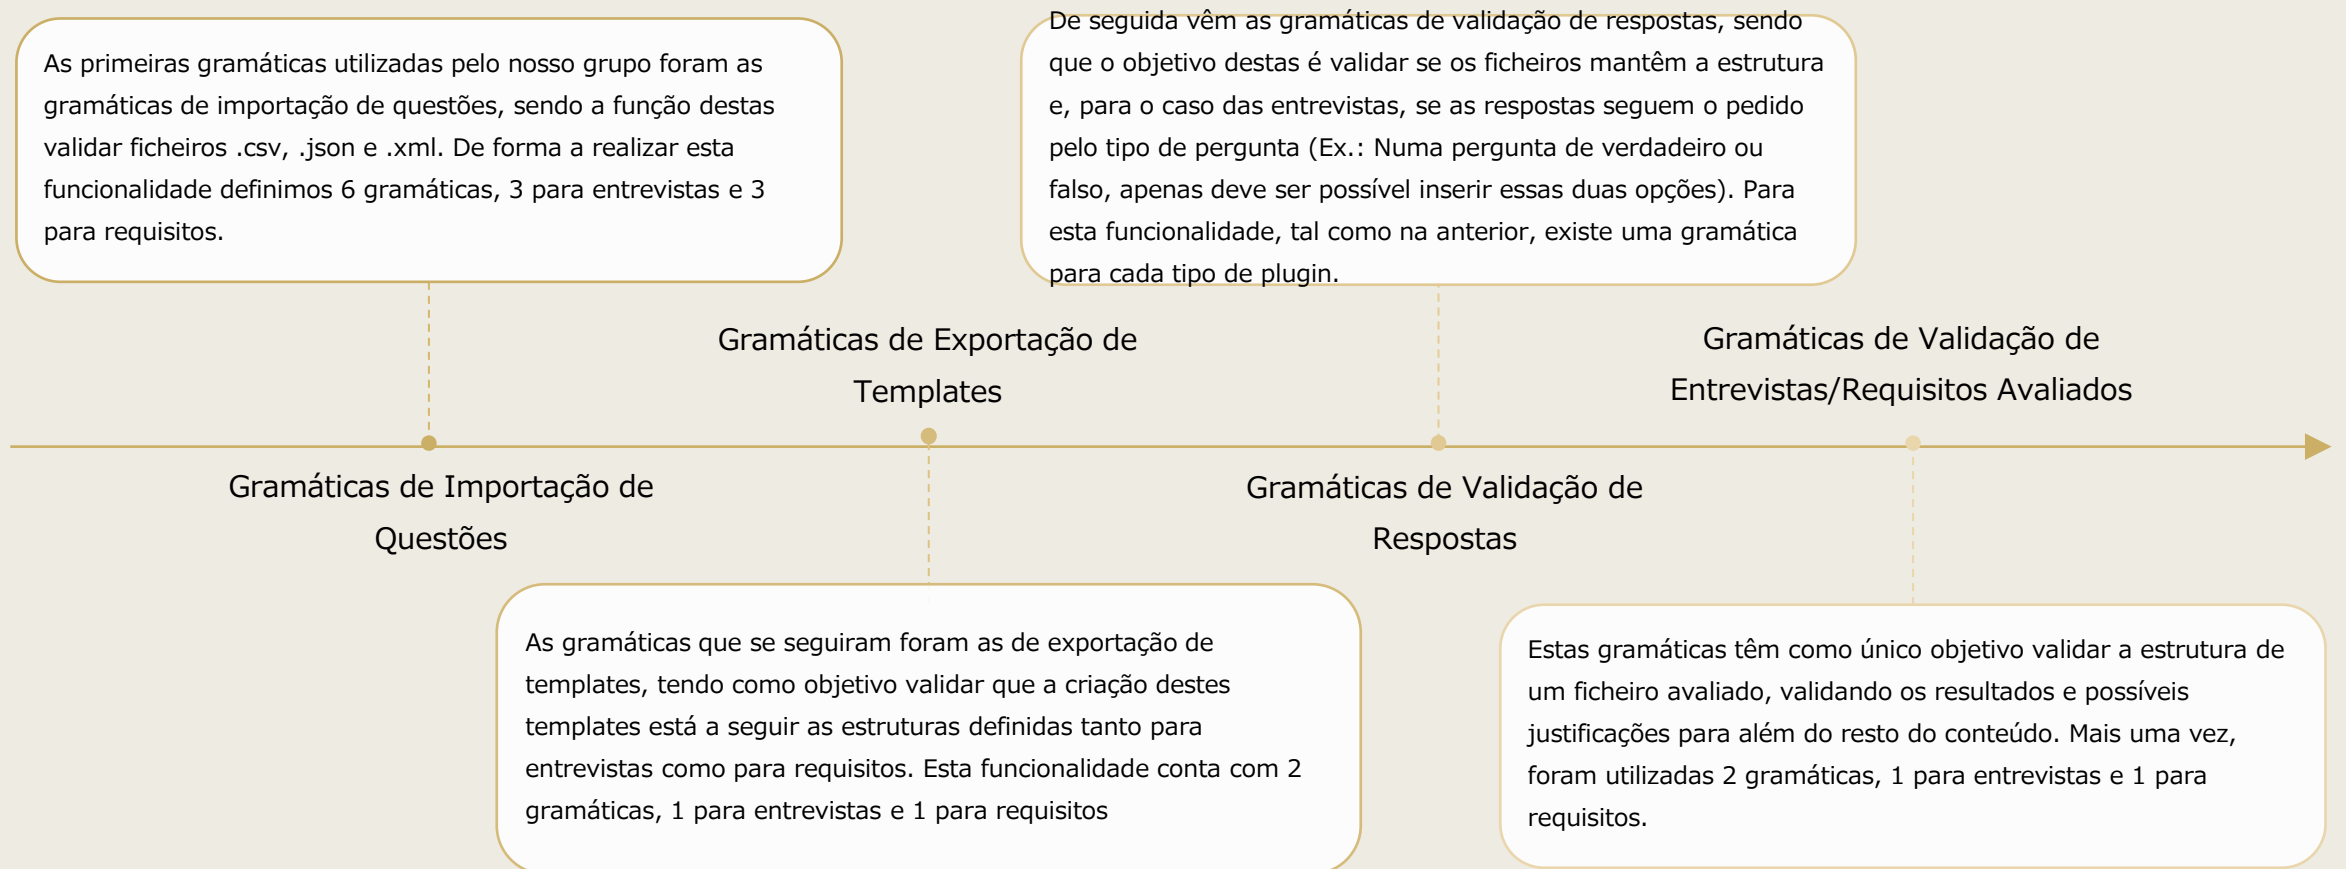 As primeiras gramáticas utilizadas pelo nosso grupo foram as
gramáticas de importação de questões, sendo a função destas
validar ficheiros .csv, .json e .xml. De forma a realizar esta
funcionalidade definimos 6 gramáticas, 3 para entrevistas e 3
para requisitos.
De seguida vêm as gramáticas de validação de respostas, sendo
que o objetivo destas é validar se os ficheiros mantêm a estrutura
e, para o caso das entrevistas, se as respostas seguem o pedido
pelo tipo de pergunta (Ex.: Numa pergunta de verdadeiro ou
falso, apenas deve ser possível inserir essas duas opções). Para
esta funcionalidade, tal como na anterior, existe uma gramática
para cada tipo de plugin.
Gramáticas de Exportação de
Templates
Gramáticas de Validação de
Entrevistas/Requisitos Avaliados
Gramáticas de Importação de
Questões
Gramáticas de Validação de
Respostas
As gramáticas que se seguiram foram as de exportação de
templates, tendo como objetivo validar que a criação destes
templates está a seguir as estruturas definidas tanto para
entrevistas como para requisitos. Esta funcionalidade conta com 2
gramáticas, 1 para entrevistas e 1 para requisitos
Estas gramáticas têm como único objetivo validar a estrutura de
um ficheiro avaliado, validando os resultados e possíveis
justificações para além do resto do conteúdo. Mais uma vez,
foram utilizadas 2 gramáticas, 1 para entrevistas e 1 para
requisitos.